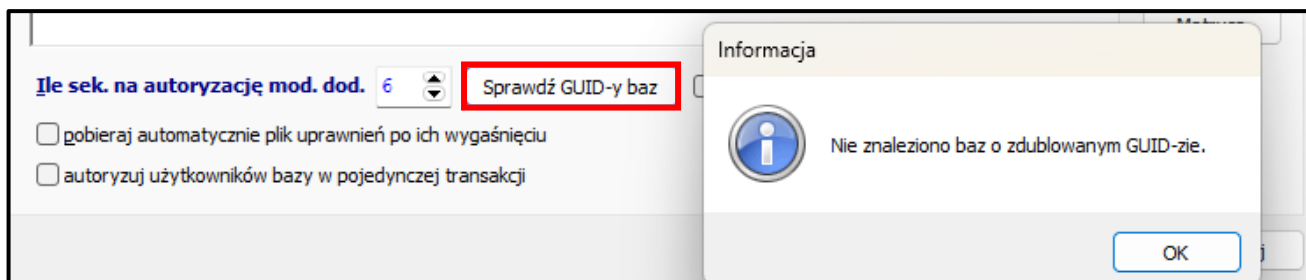 Informacja
Ile sek. na autoryzację mod. dod. 6 Sprawdź GUID-y baz
pobieraj automatycznie plik uprawnień po ich wygaśnięciu
Nie znaleziono baz o zdublowanym GUID-zie.
autoryzuj użytkowników bazy w pojedynczej transakcji
OK